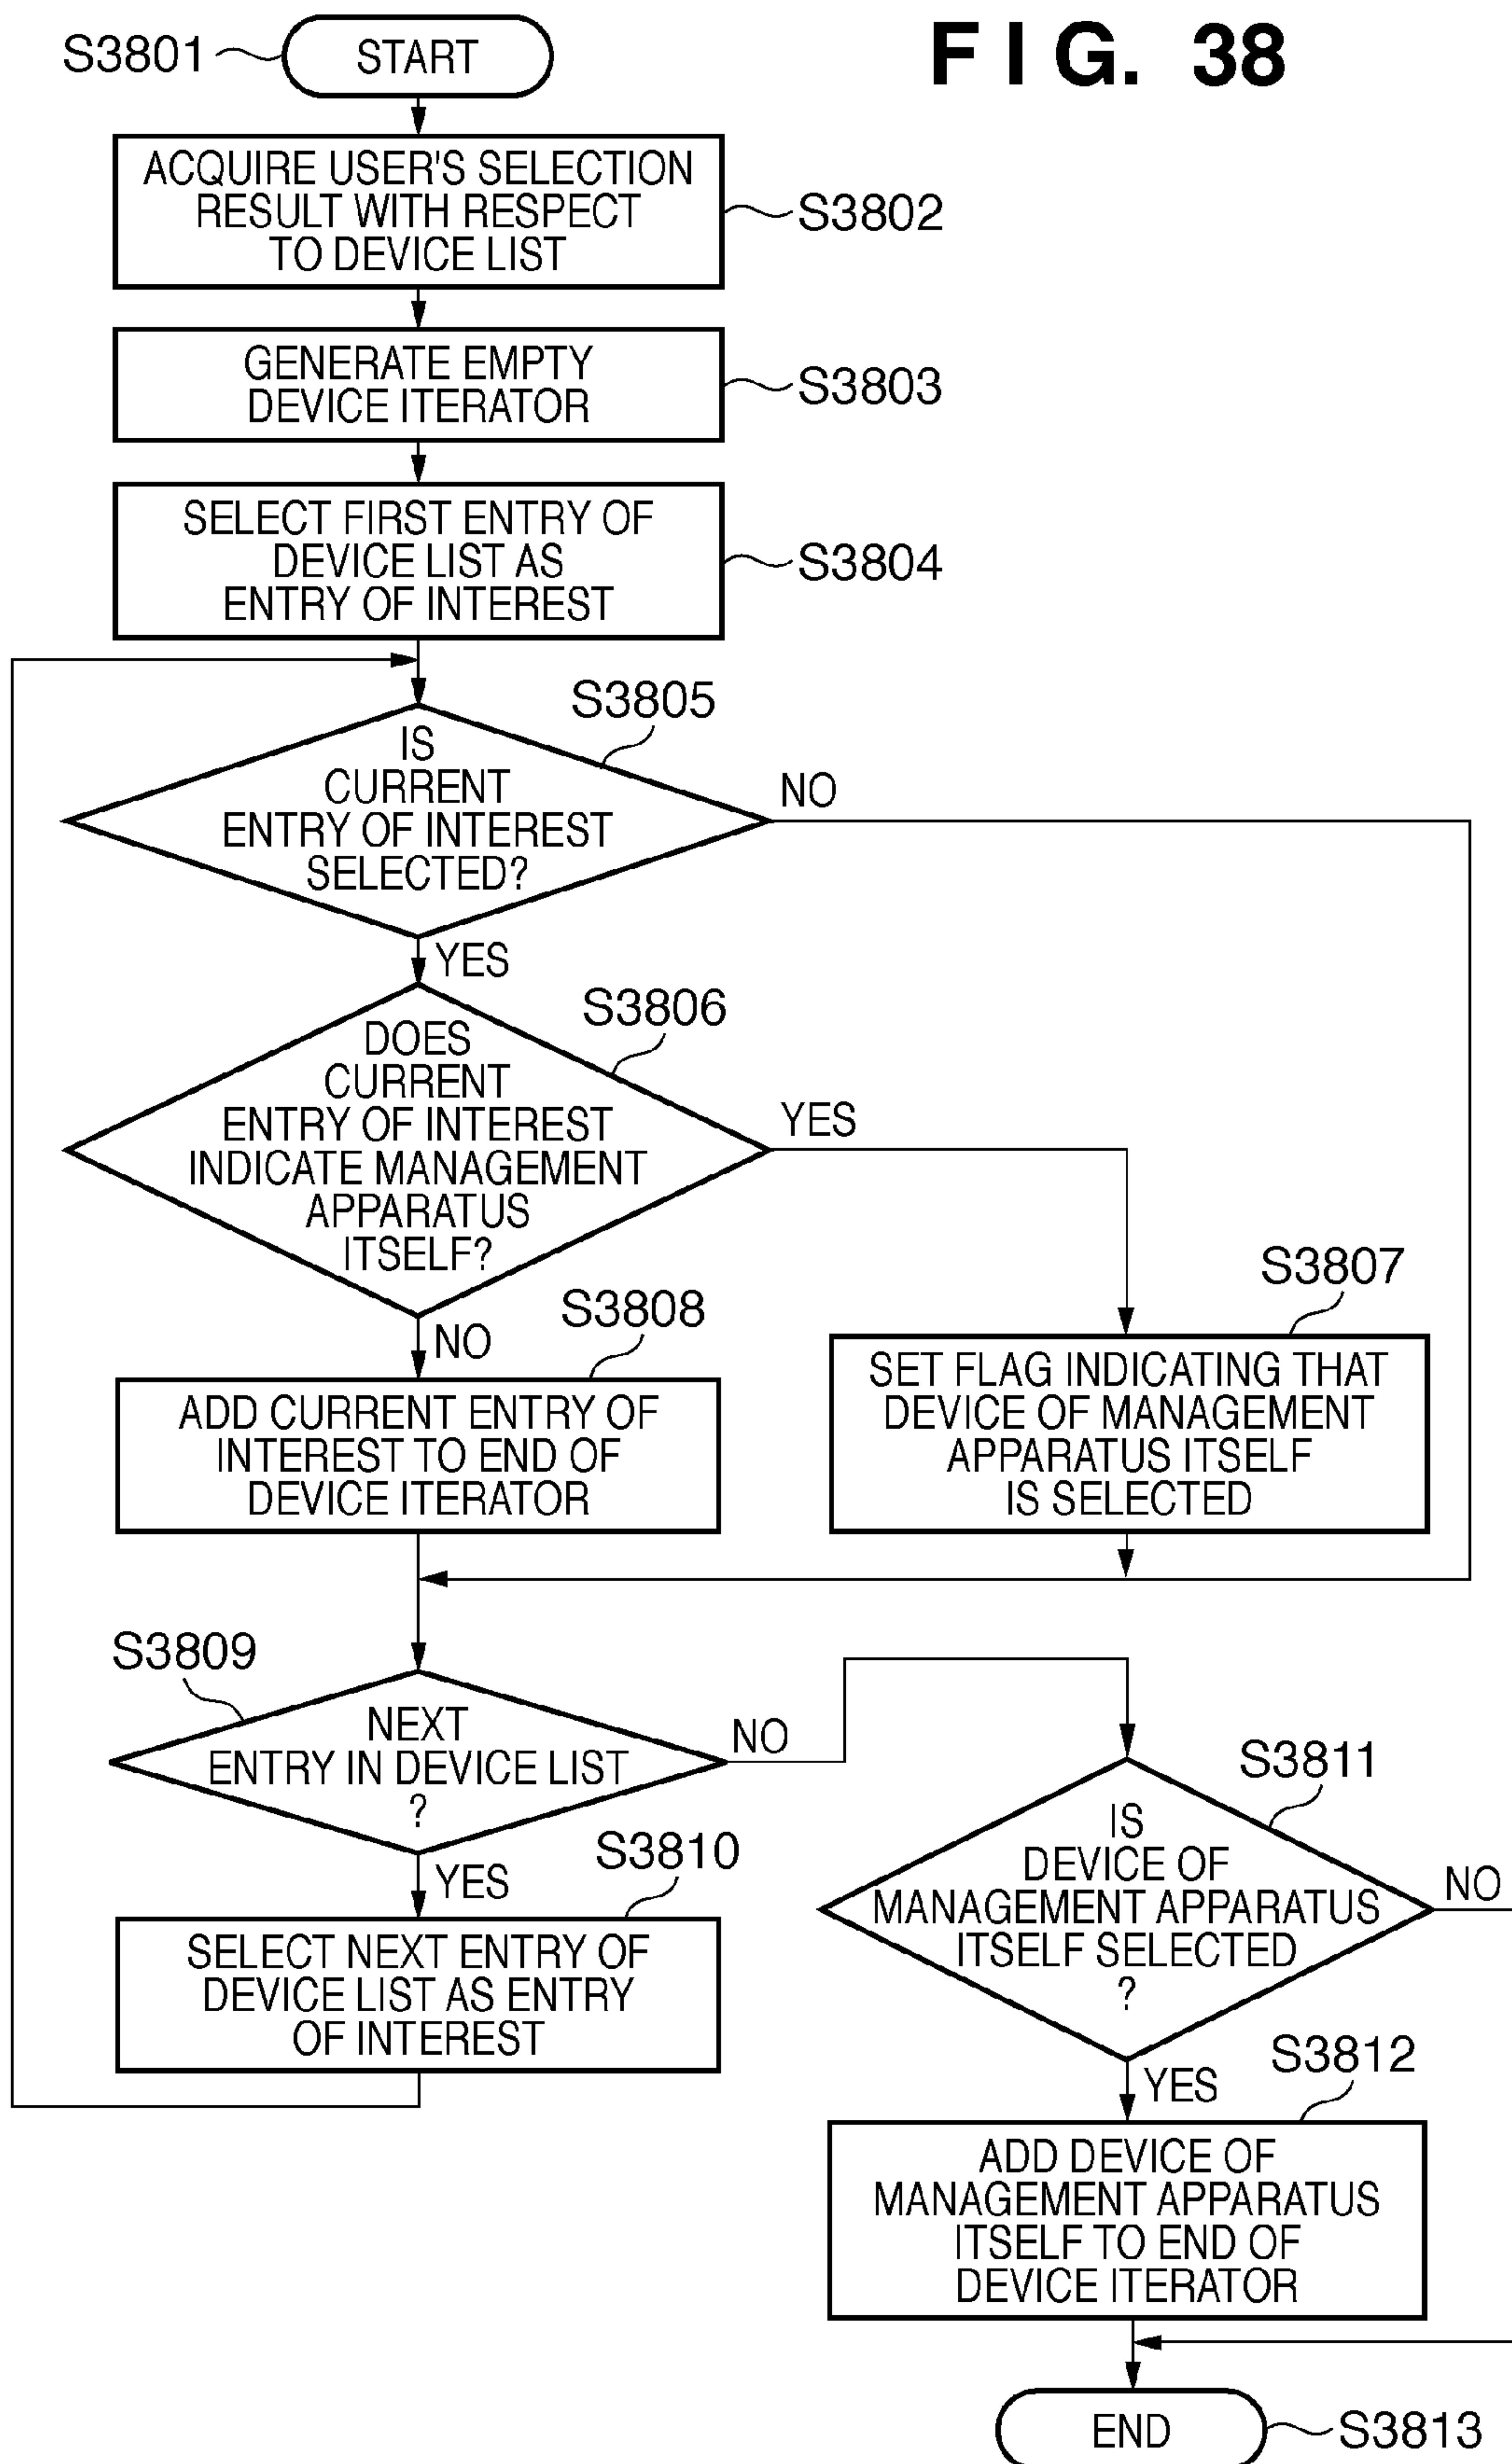 FIG. 38
S3801
START
ACQUIRE USER'S SELECTION
RESULT WITH RESPECT
TO DEVICE LIST
S3802
GENERATE EMPTY
DEVICE ITERATOR
S3803
SELECT FIRST ENTRY OF
DEVICE LIST AS
ENTRY OF INTEREST
S3804
S3805
IS
CURRENT
ENTRY OF INTEREST
SELECTED?
NO
YES
S3806
DOES
CURRENT
ENTRY OF INTEREST
INDICATE MANAGEMENT
APPARATUS
ITSELF?
YES
NO
S3807
SET FLAG INDICATING THAT
DEVICE OF MANAGEMENT
APPARATUS ITSELF
IS SELECTED
S3808
ADD CURRENT ENTRY OF
INTEREST TO END OF
DEVICE ITERATOR
S3809
NEXT
ENTRY IN DEVICE LIST
?
NO
YES
S3810
SELECT NEXT ENTRY OF
DEVICE LIST AS ENTRY
OF INTEREST
S3811
IS
DEVICE OF
MANAGEMENT APPARATUS
ITSELF SELECTED
?
NO
YES
S3812
ADD DEVICE OF
MANAGEMENT APPARATUS
ITSELF TO END OF
DEVICE ITERATOR
END
S3813